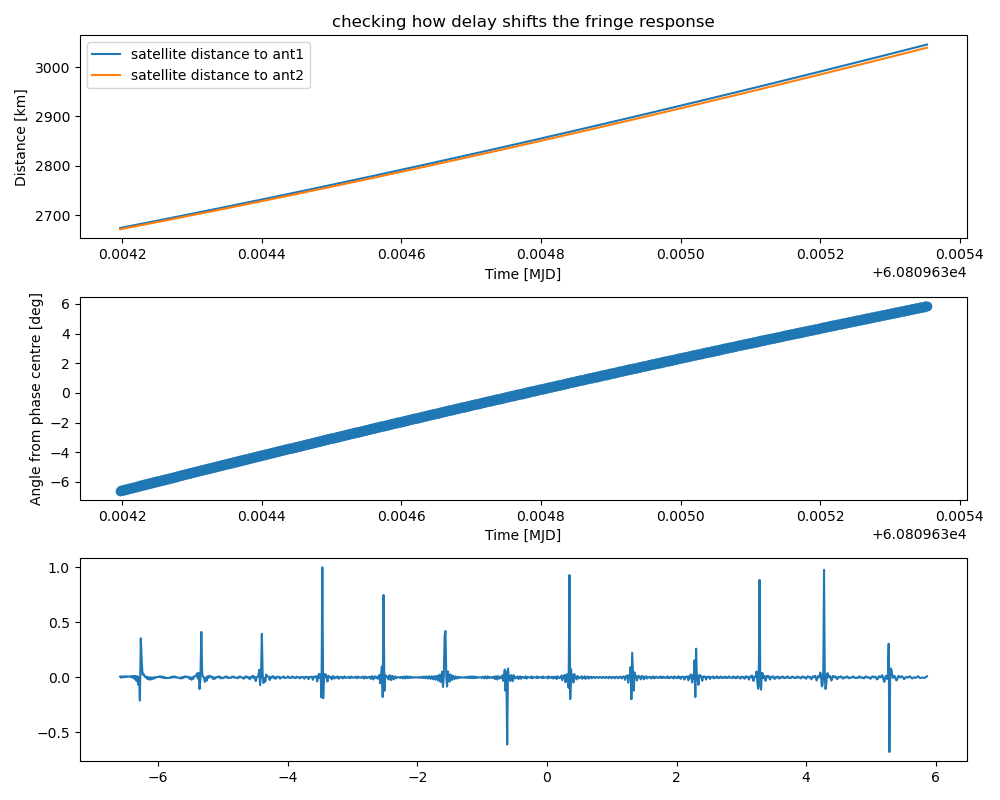 checking how delay shifts the fringe response
satellite distance to ant1
satellite distance to ant2
Distance [km]
3000
2900
2800
2700
0.0042 0.0044 0.0046 0.0048 0.0050 0.0052 0.0054
Time [MJD]
+6.080963e4
Angle from phase centre [deg]
6
4
2
0
−2
−4
−6
0.0042 0.0044 0.0046 0.0048 0.0050 0.0052 0.0054
Time [MJD]
+6.080963e4
1.0
0.5
0.0
−0.5
−6 −4 −2 0 2 4 6